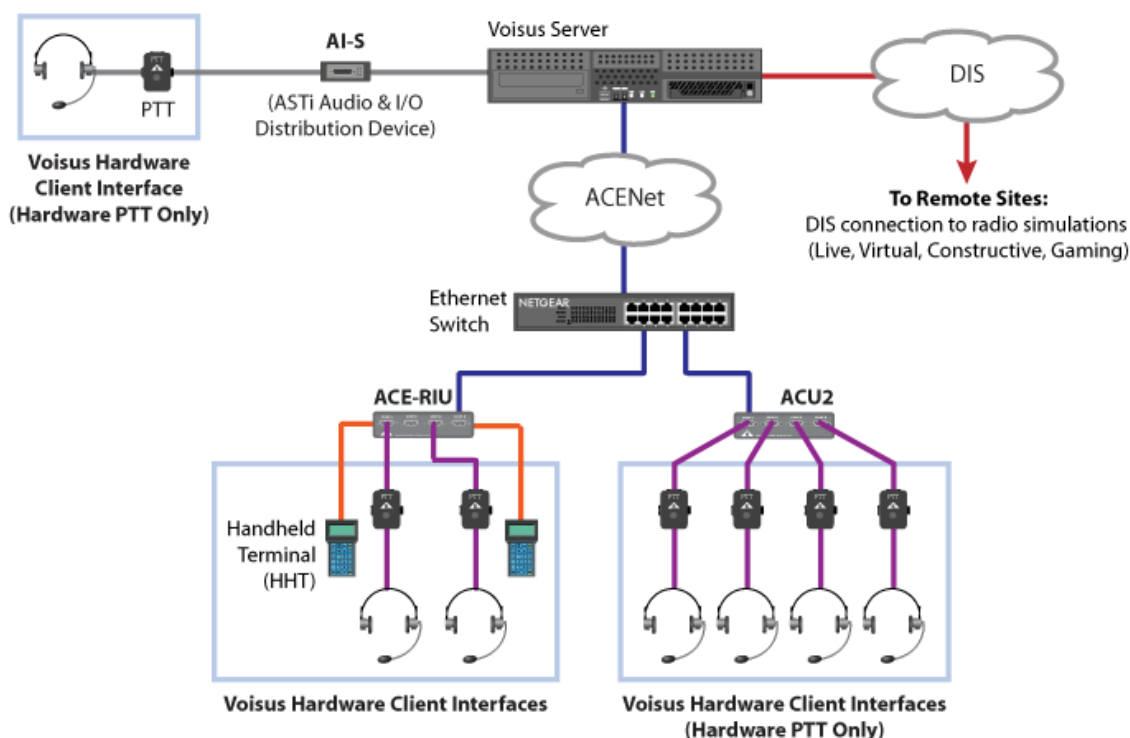 Voisus Server
AI-S
PTT
PTT
(ASTi Audio & I/O
Distribution Device)
DIS
Voisus Hardware
Client Interface
(Hardware PTT Only)
ACENet
To Remote Sites:
DIS connection to radio simulations
(Live, Virtual, Constructive, Gaming)
Ethernet
Switch
NETGEAR
ACE-RIU
ACU2
PTT
PTT
PTT
PTT
PTT
PTT
Handheld
Terminal
(HHT)
Voisus Hardware Client Interfaces
Voisus Hardware Client Interfaces
(Hardware PTT Only)